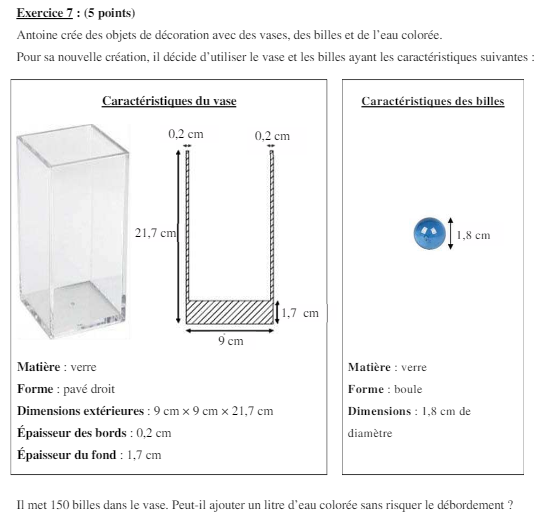 Exercice 7 : (5 points)
Antoine crée des objets de décoration avec des vases, des billes et de l’eau colorée.
Pour sa nouvelle création, il décide d’utiliser le vase et les billes ayant les caractéristiques suivantes :
Caractéristiques du vase
0,2 cm
0,2 cm
21,7 cm
1,7 cm
9 cm
Matière : verre
Forme : pavé droit
Dimensions extérieures : 9 cm × 9 cm × 21,7 cm
Épaisseur des bords : 0,2 cm
Épaisseur du fond : 1,7 cm
Caractéristiques des billes
1,8 cm
Matière : verre
Forme : boule
Dimensions : 1,8 cm de
diamètre
Il met 150 billes dans le vase. Peut-il ajouter un litre d’eau colorée sans risquer le débordement ?